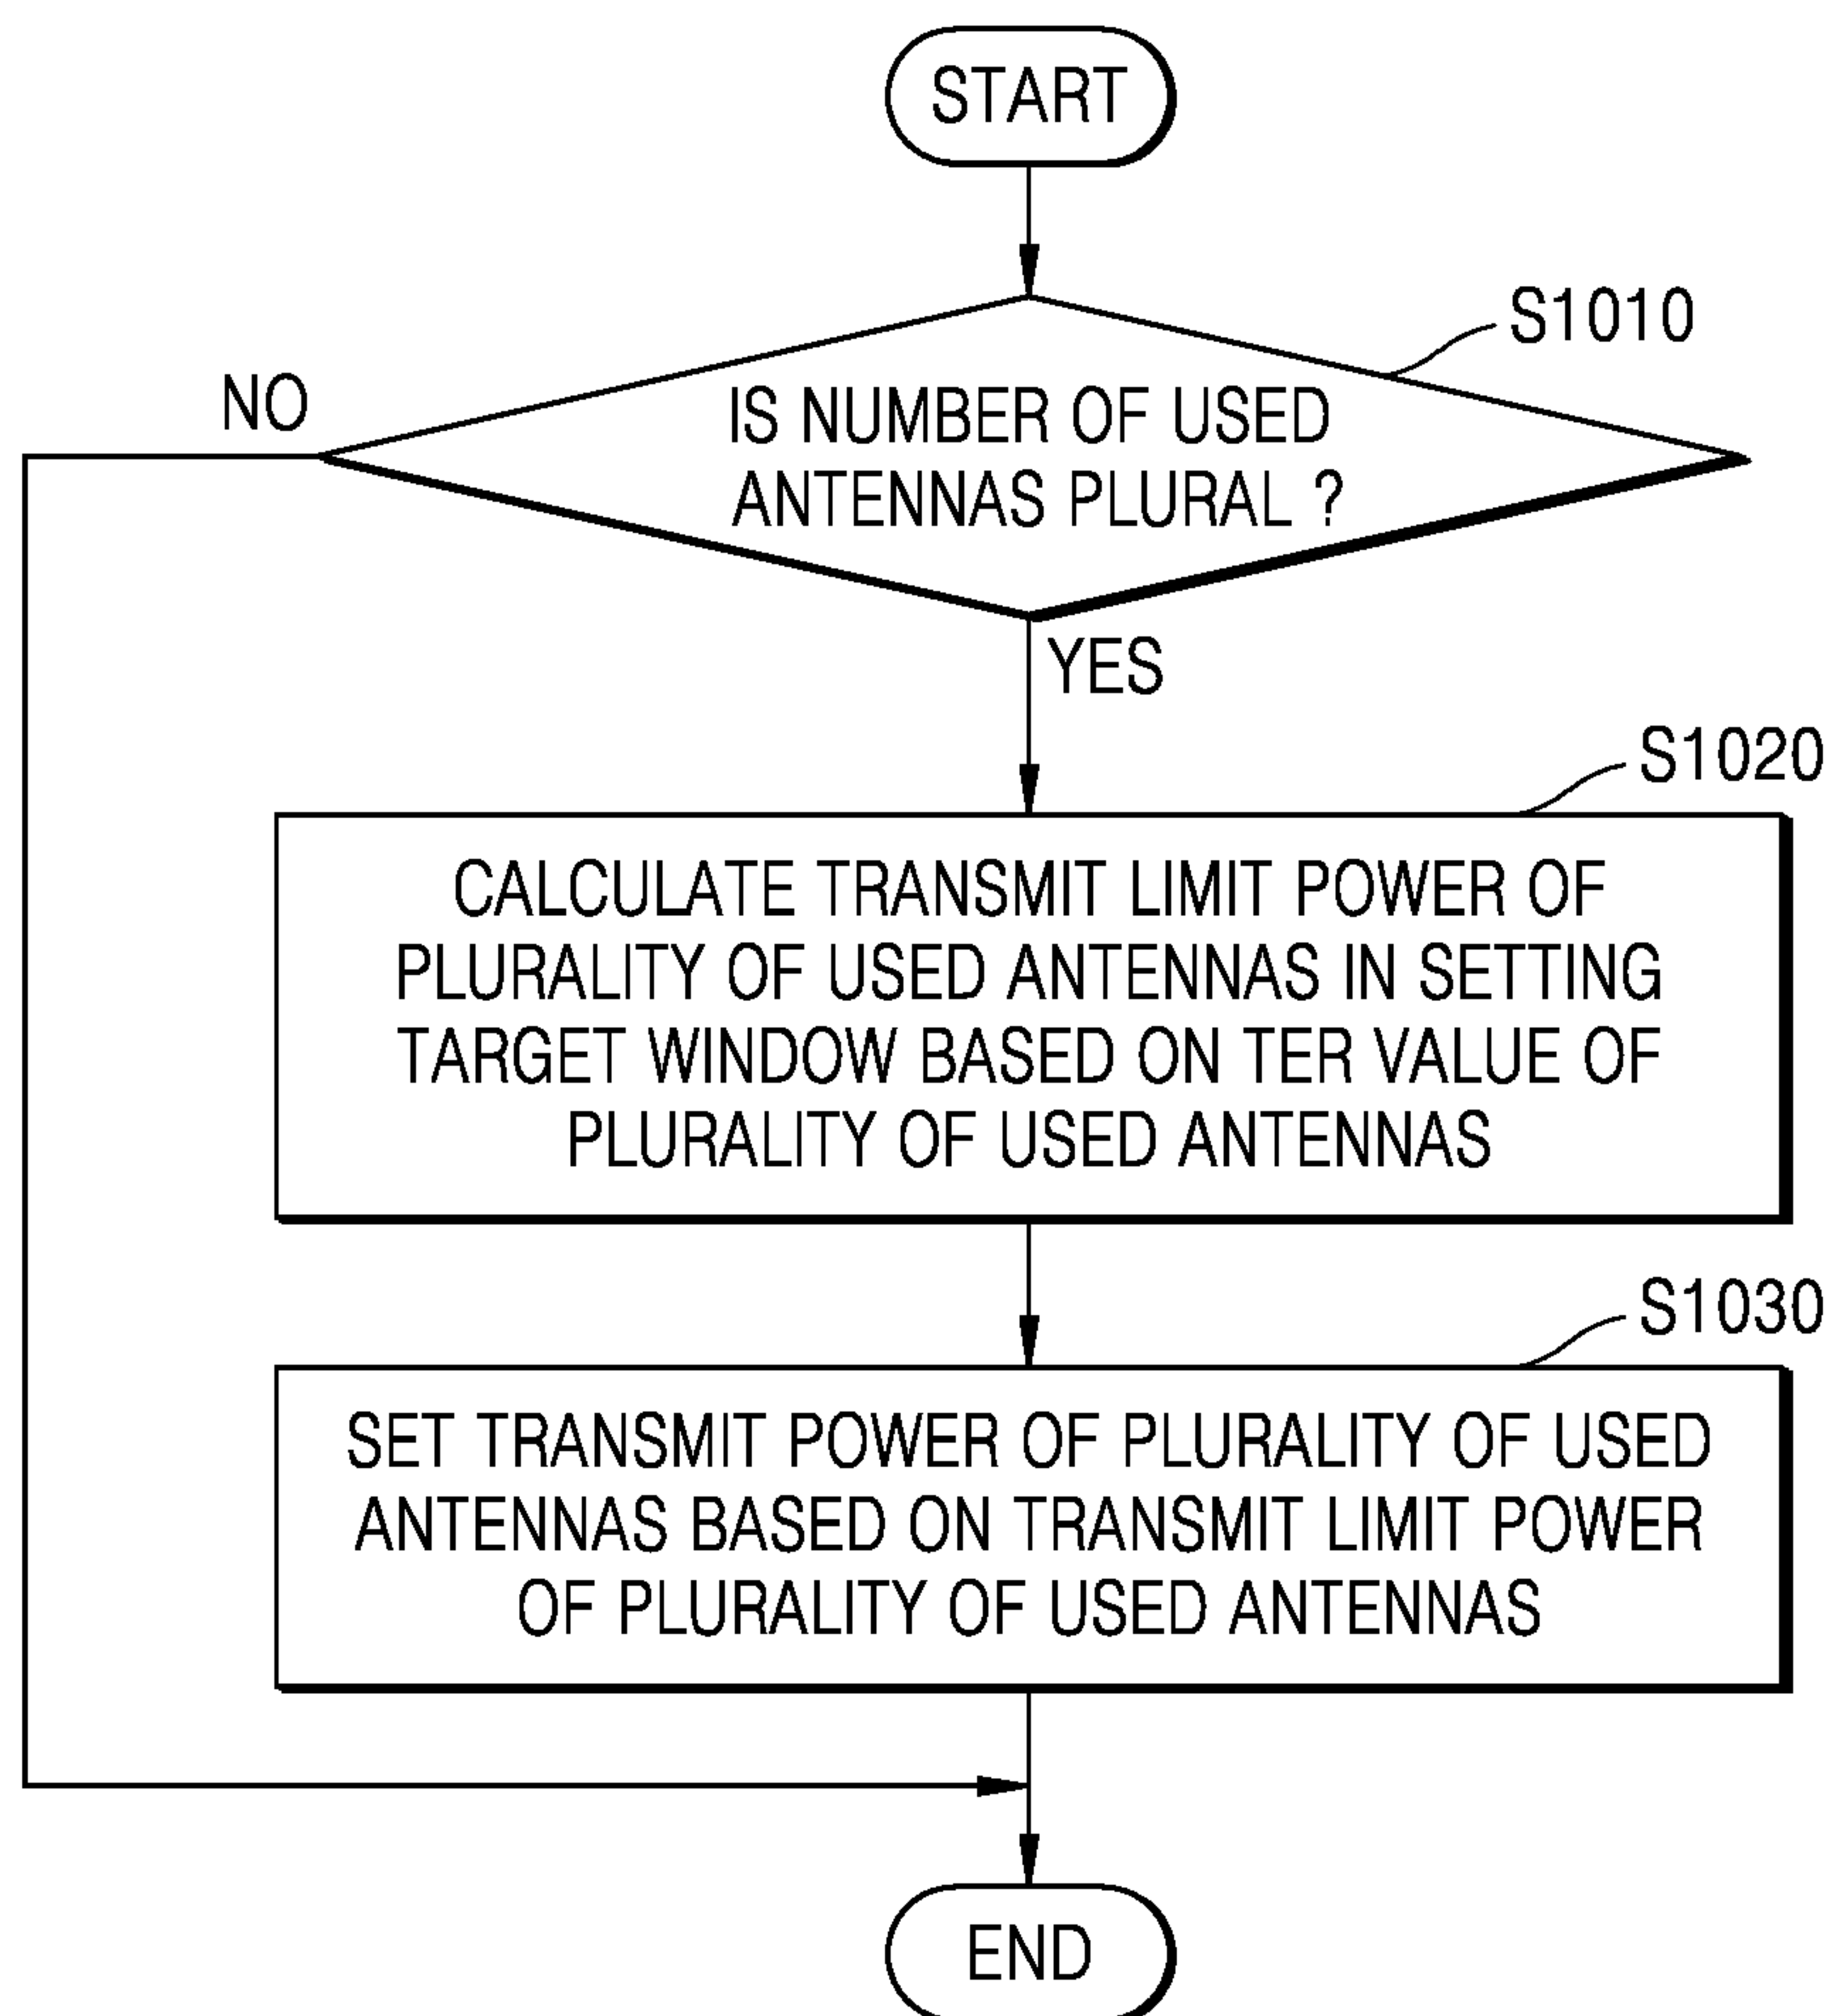 START
S1010
NO
IS NUMBER OF USED
ANTENNAS PLURAL ?
YES
S1020
CALCULATE TRANSMIT LIMIT POWER OF
PLURALITY OF USED ANTENNAS IN SETTING
TARGET WINDOW BASED ON TER VALUE OF
PLURALITY OF USED ANTENNAS
S1030
SET TRANSMIT POWER OF PLURALITY OF USED
ANTENNAS BASED ON TRANSMIT LIMIT POWER
OF PLURALITY OF USED ANTENNAS
END